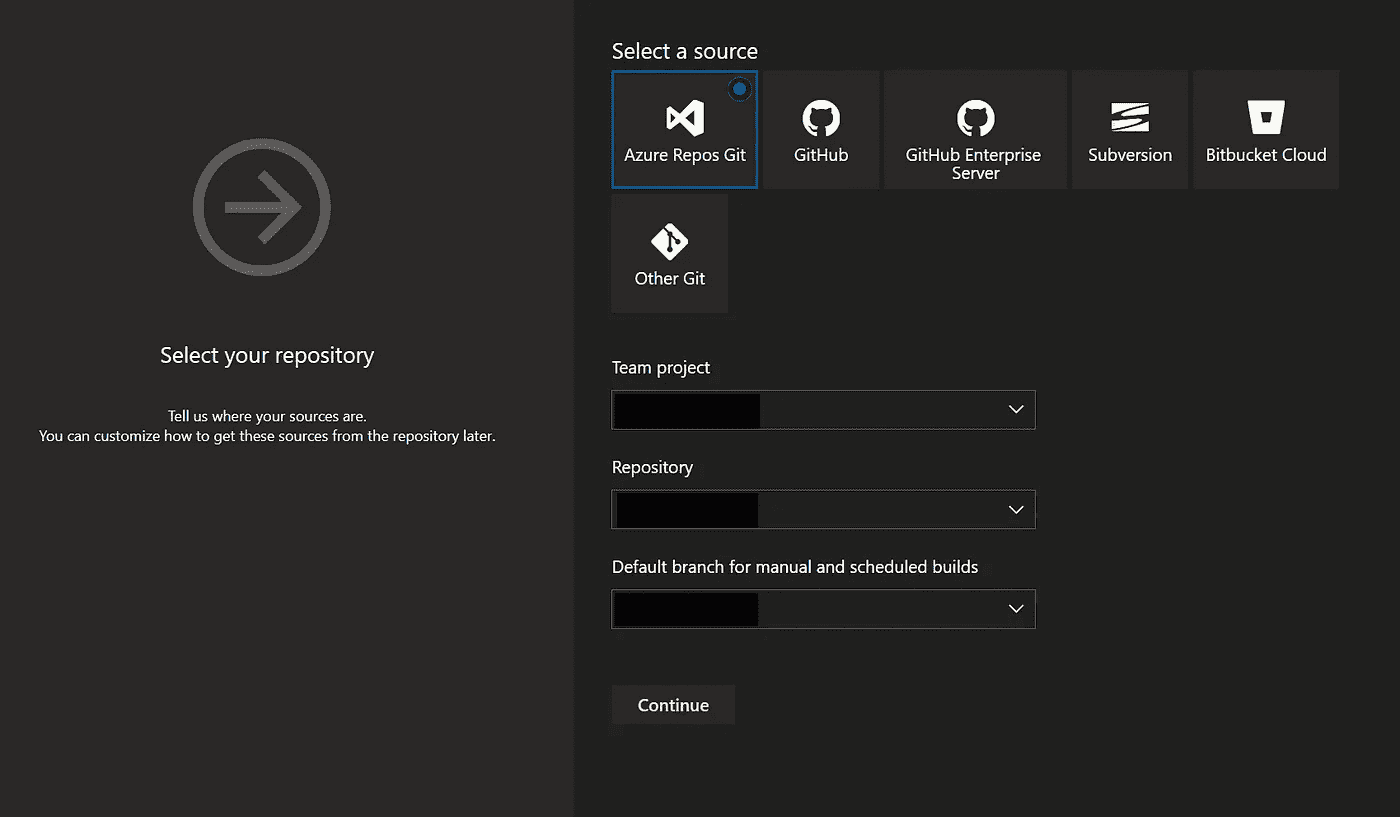 Select your repository
Tell us where your sources are.
You can customize how to get these sources from the repository later.
Select a source
Azure Repos Git
GitHub
GitHub Enterprise
Server
Subversion
Bitbucket Cloud
Other Git
Team project
Repository
Default branch for manual and scheduled builds
Continue